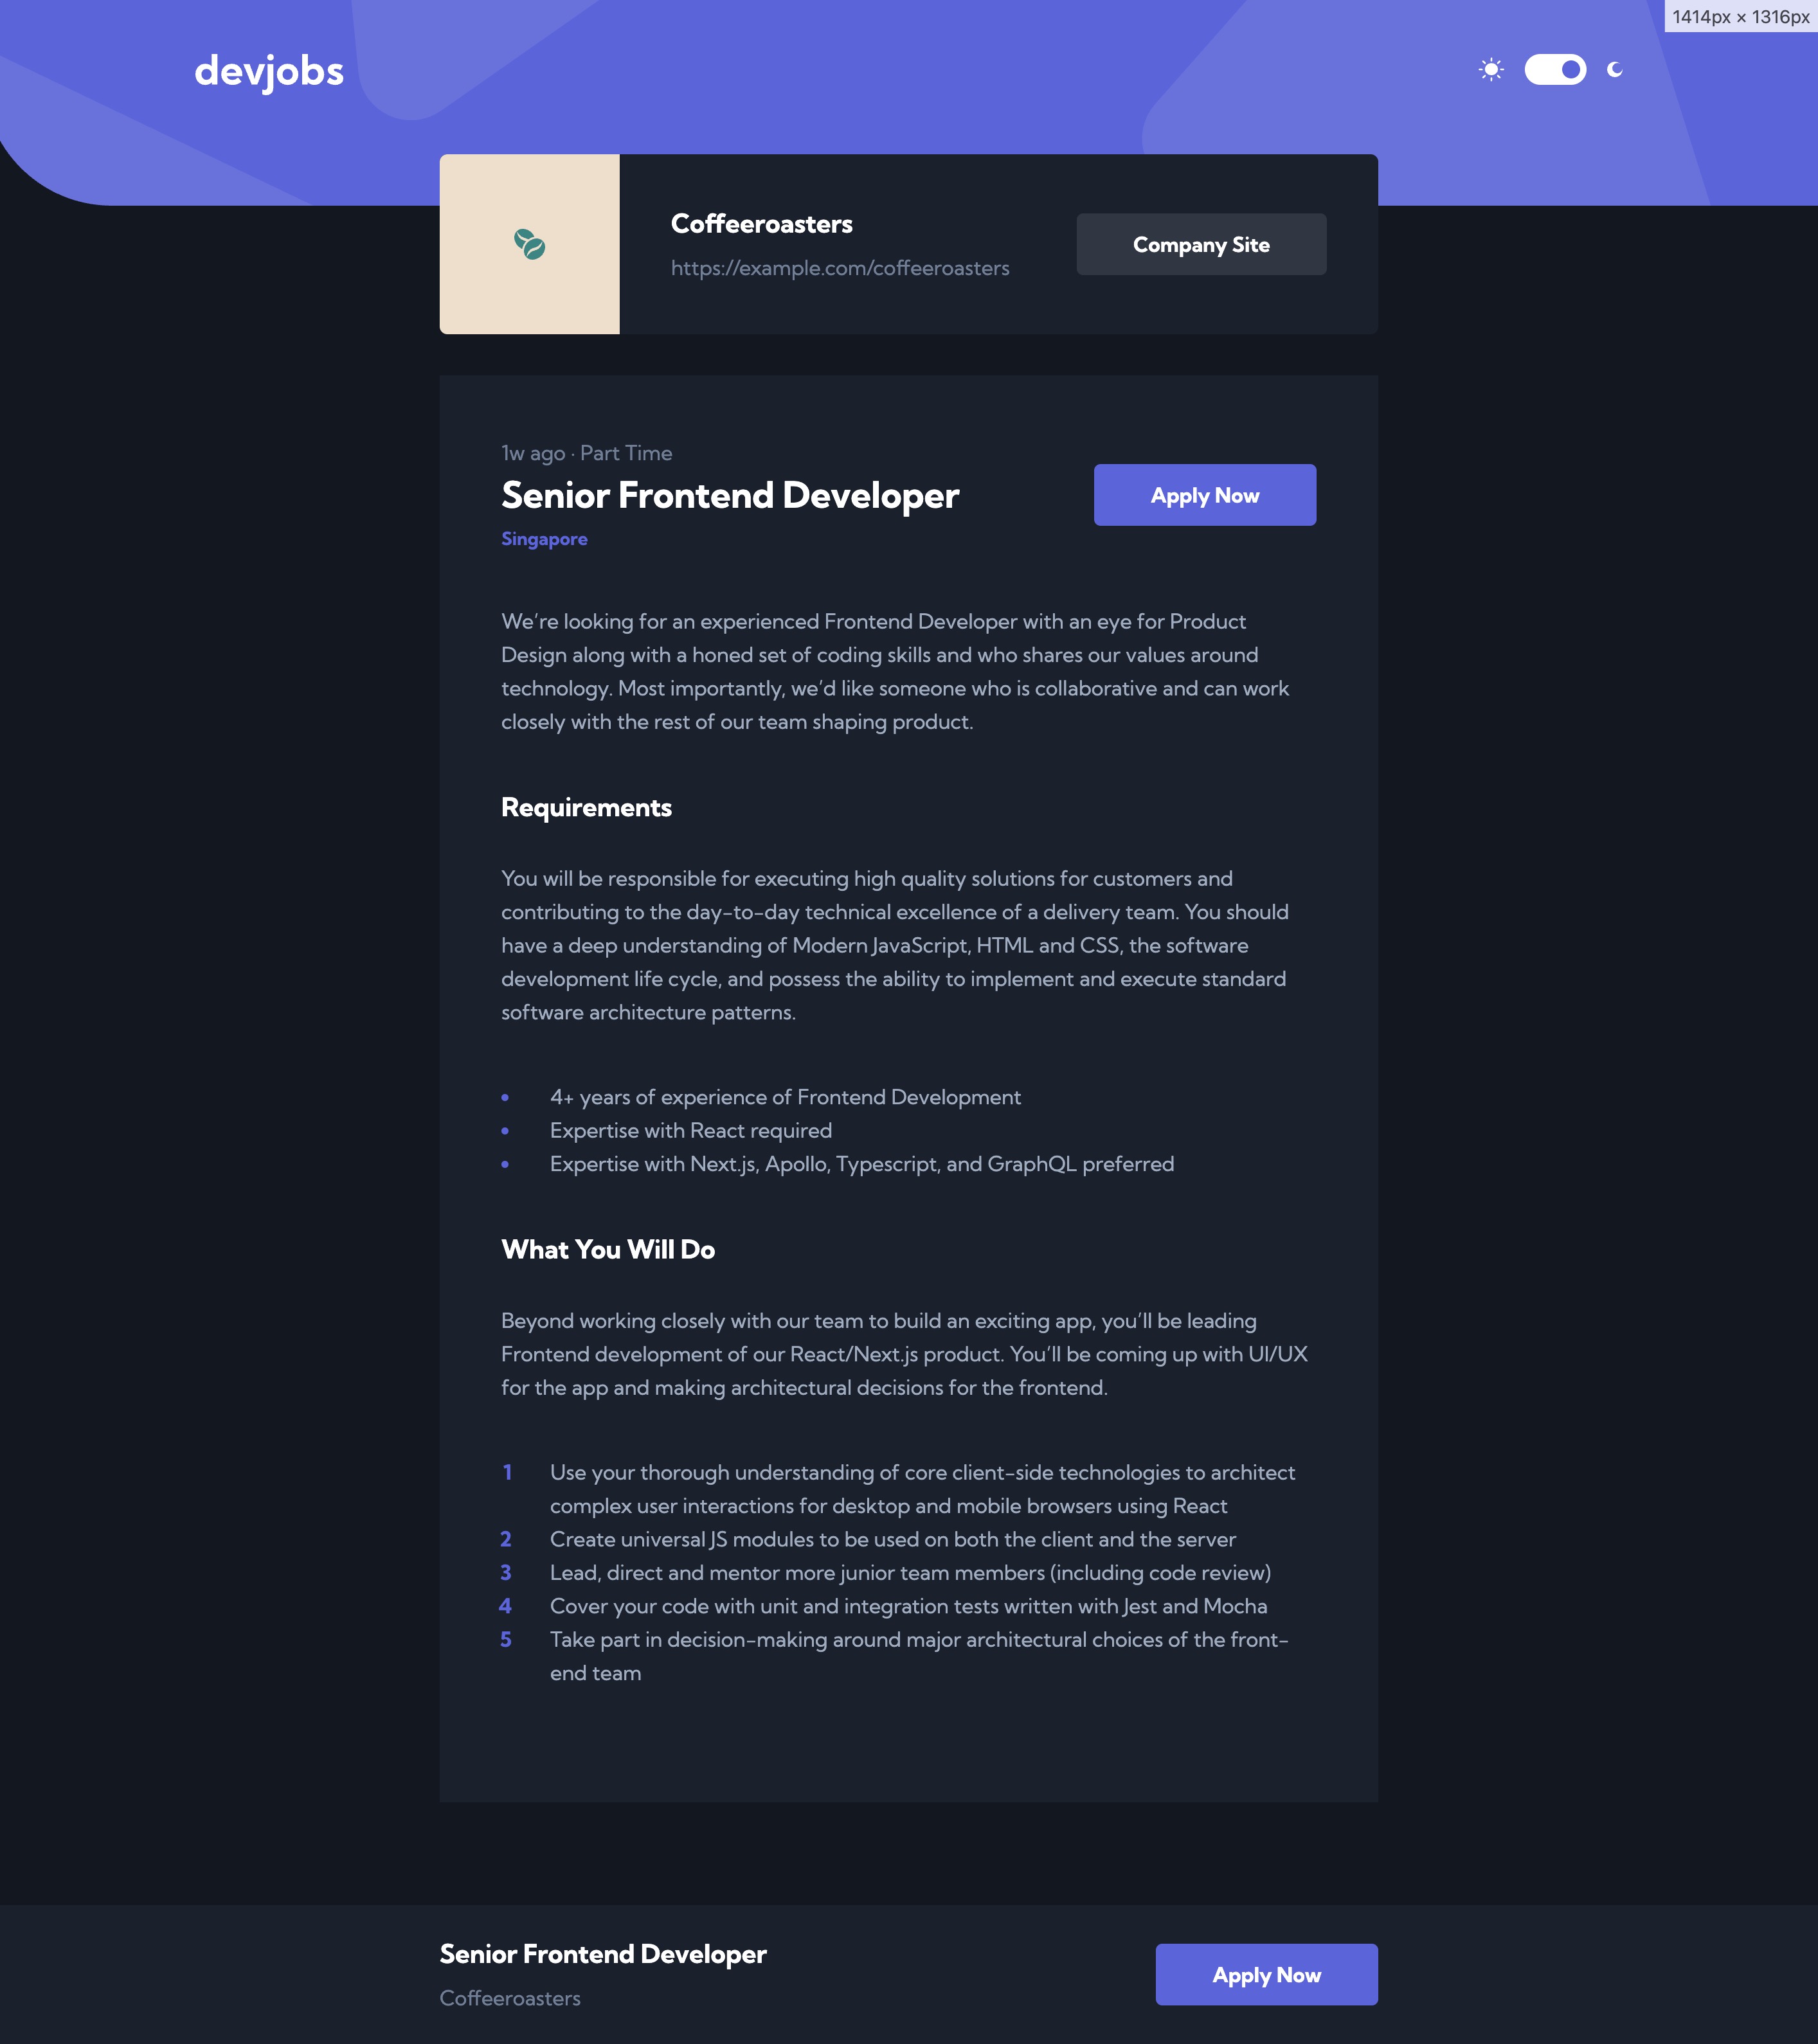 1414px × 1316px
devjobs
Coffeeroasters
https://example.com/coffeeroasters
Company Site
1w ago · Part Time
Senior Frontend Developer
Singapore
Apply Now
We’re looking for an experienced Frontend Developer with an eye for Product
Design along with a honed set of coding skills and who shares our values around
technology. Most importantly, we’d like someone who is collaborative and can work
closely with the rest of our team shaping product.
Requirements
You will be responsible for executing high quality solutions for customers and
contributing to the day-to-day technical excellence of a delivery team. You should
have a deep understanding of Modern JavaScript, HTML and CSS, the software
development life cycle, and possess the ability to implement and execute standard
software architecture patterns.
• 4+ years of experience of Frontend Development
• Expertise with React required
• Expertise with Next.js, Apollo, Typescript, and GraphQL preferred
What You Will Do
Beyond working closely with our team to build an exciting app, you’ll be leading
Frontend development of our React/Next.js product. You’ll be coming up with UI/UX
for the app and making architectural decisions for the frontend.
1 Use your thorough understanding of core client-side technologies to architect
complex user interactions for desktop and mobile browsers using React
2 Create universal JS modules to be used on both the client and the server
3 Lead, direct and mentor more junior team members (including code review)
4 Cover your code with unit and integration tests written with Jest and Mocha
5 Take part in decision-making around major architectural choices of the front-
end team
Senior Frontend Developer
Coffeeroasters
Apply Now